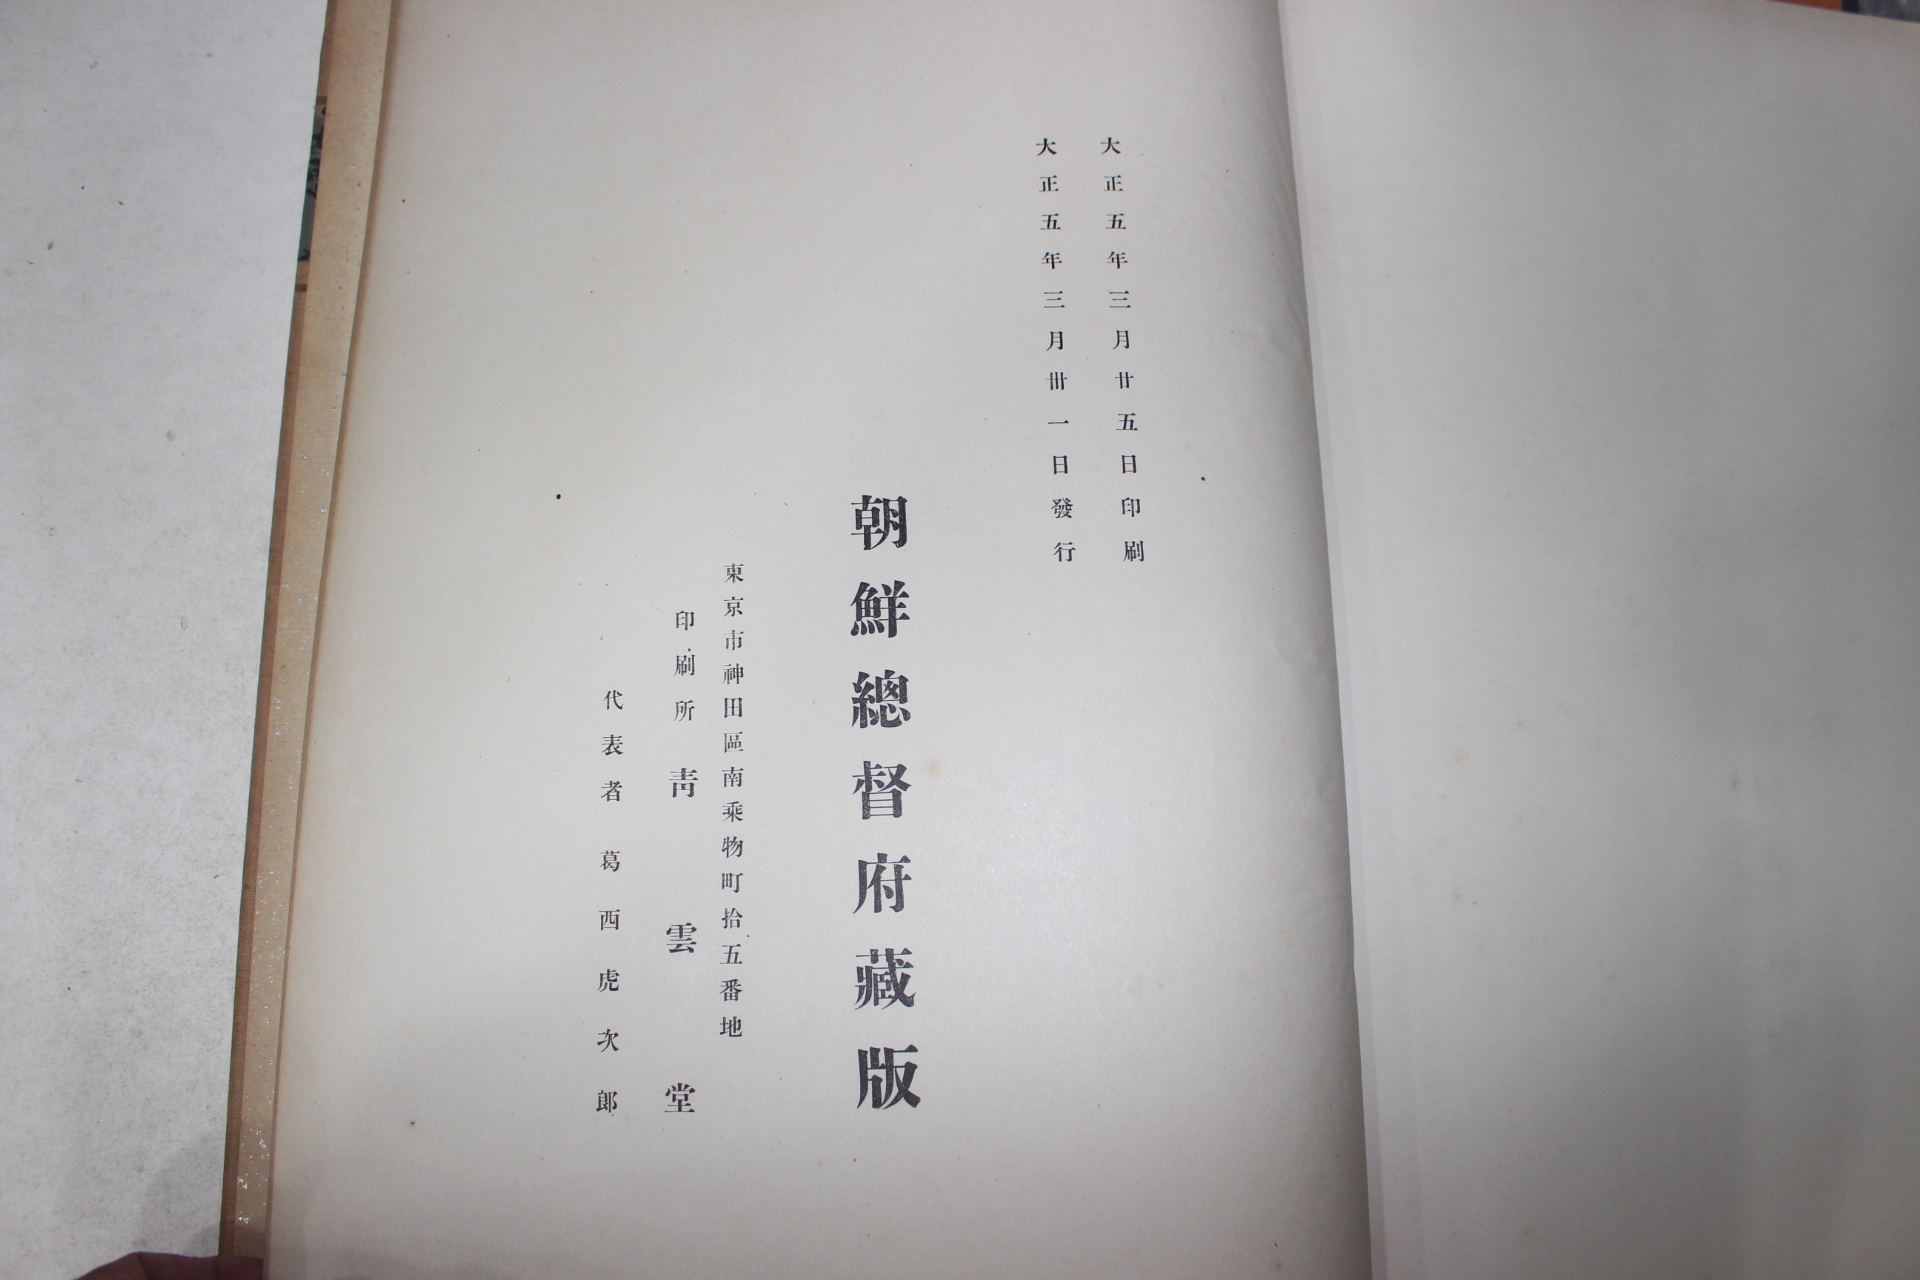 大正五年三月廿五日印刷
大正五年三月卅一日發行
朝鮮總督府藏版
東京市神田區南乘物町拾五番地
印刷所 靑雲堂
代表者 葛西虎次郎